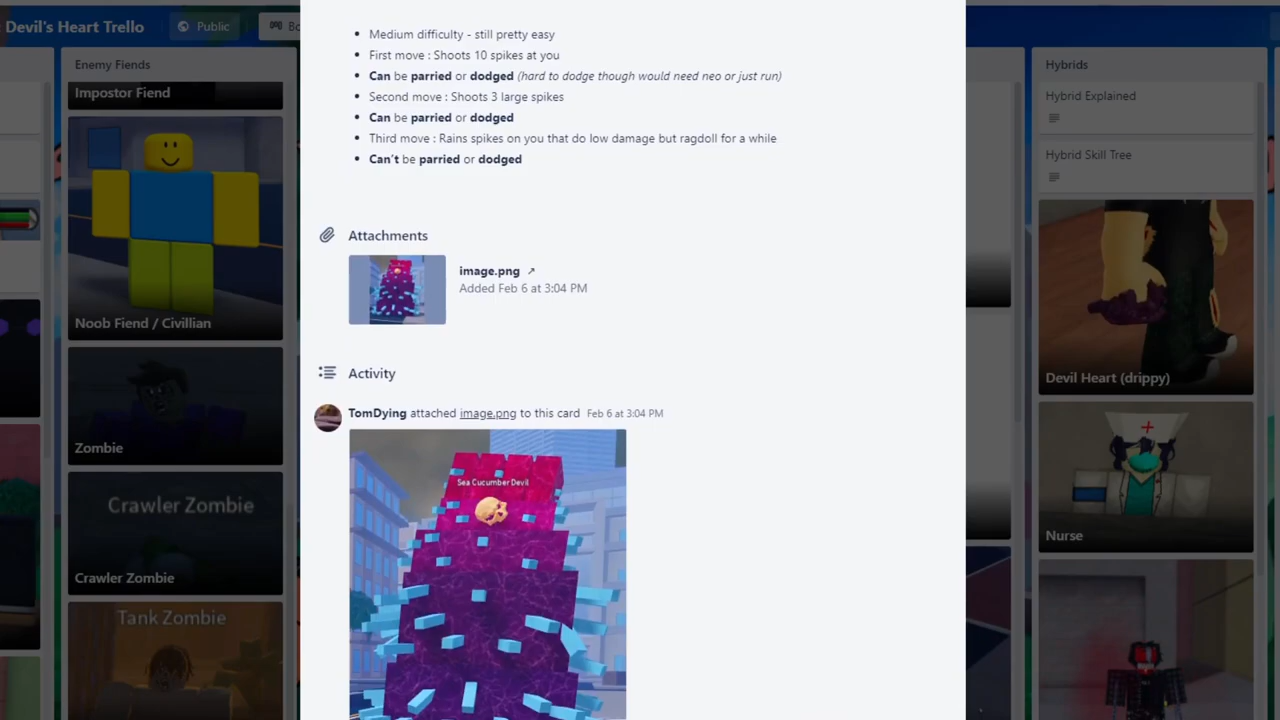 Devil's Heart Trello
Public
Bo
Enemy Fiends
Impostor Fiend
Noob Fiend / Civillian
Zombie
Crawler Zombie
Crawler Zombie
Tank Zombie
Medium difficulty - still pretty easy
First move : Shoots 10 spikes at you
Can be parried or dodged (hard to dodge though would need neo or just run)
Second move : Shoots 3 large spikes
Can be parried or dodged
Third move : Rains spikes on you that do low damage but ragdoll for a while
Can't be parried or dodged
Attachments
image.png ↗
Added Feb 6 at 3:04 PM
Activity
TomDying attached image.png to this card Feb 6 at 3:04 PM
Sea Cucumber Devil
Hybrids
Hybrid Explained
Hybrid Skill Tree
Devil Heart (drippy)
Nurse